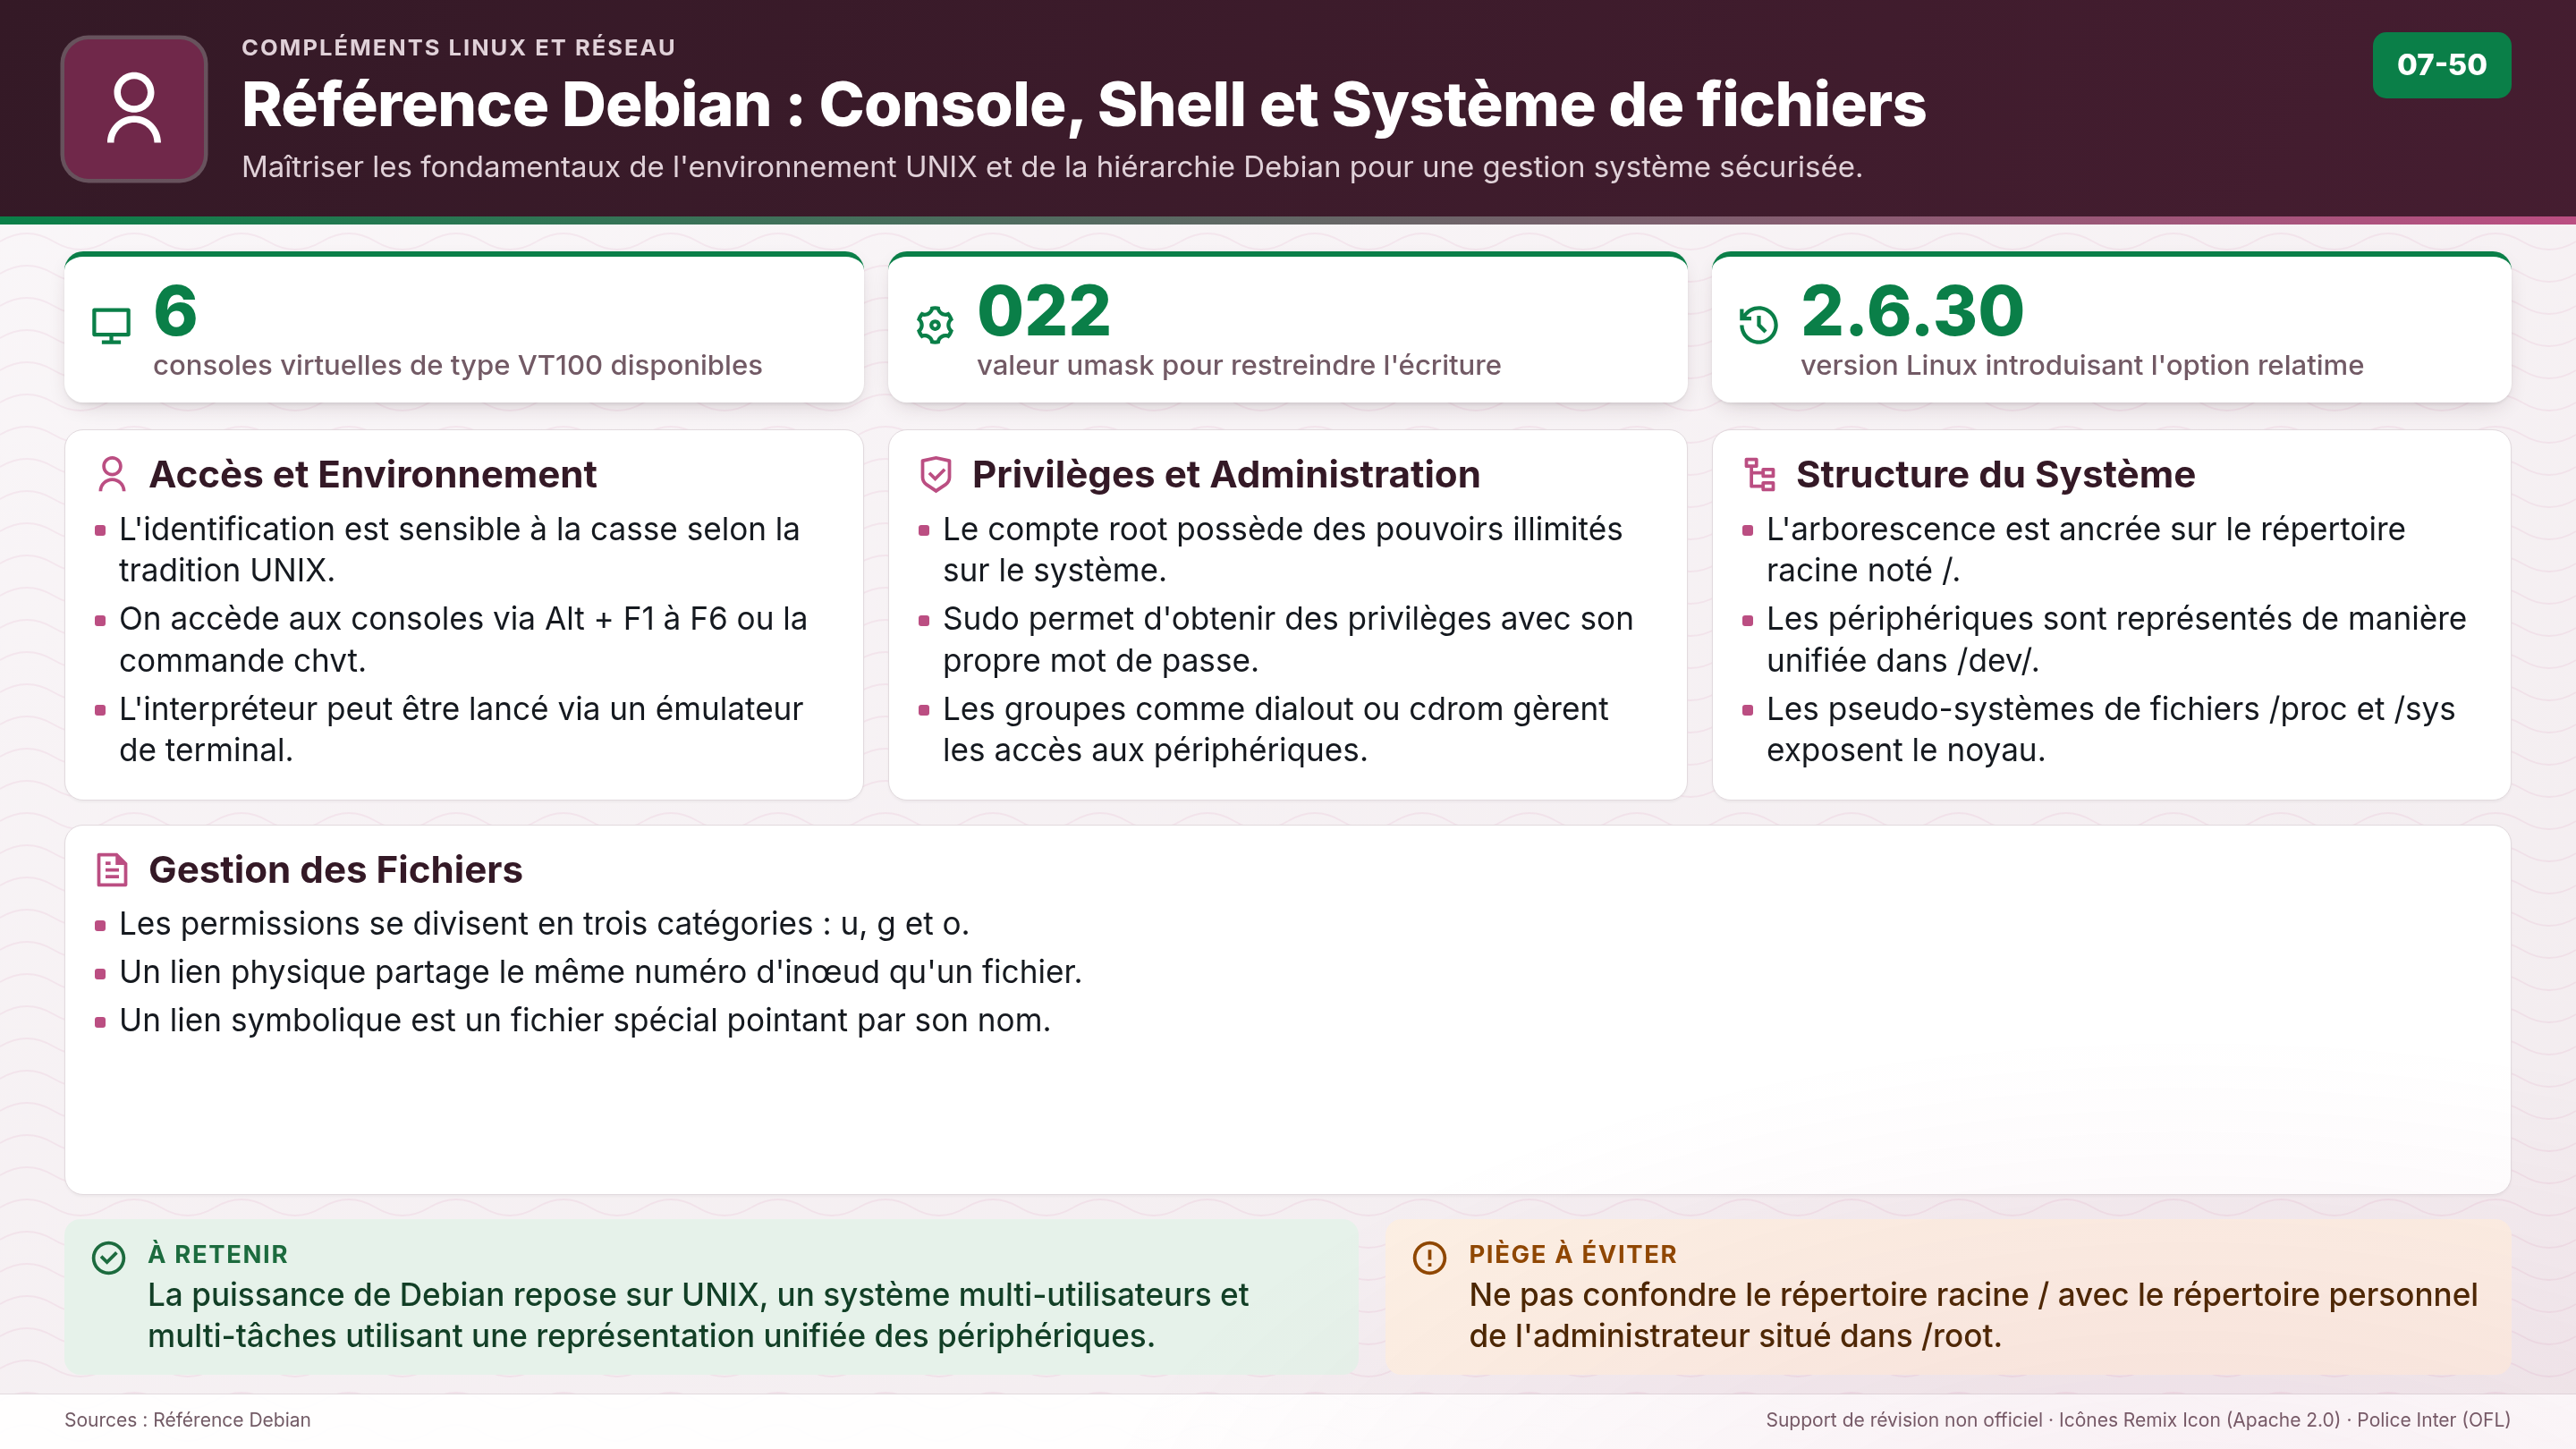 COMPLÉMENTS LINUX ET RÉSEAU
Référence Debian : Console, Shell et Système de fichiers
Maîtriser les fondamentaux de l'environnement UNIX et de la hiérarchie Debian pour une gestion système sécurisée.
07-50
6
consoles virtuelles de type VT100 disponibles
022
valeur umask pour restreindre l'écriture
2.6.30
version Linux introduisant l'option relatime
Accès et Environnement
L'identification est sensible à la casse selon la
tradition UNIX.
On accède aux consoles via Alt + F1 à F6 ou la
commande chvt.
L'interpréteur peut être lancé via un émulateur
de terminal.
Privilèges et Administration
Le compte root possède des pouvoirs illimités
sur le système.
Sudo permet d'obtenir des privilèges avec son
propre mot de passe.
Les groupes comme dialout ou cdrom gèrent
les accès aux périphériques.
Structure du Système
L'arborescence est ancrée sur le répertoire
racine noté /.
Les périphériques sont représentés de manière
unifiée dans /dev/.
Les pseudo-systèmes de fichiers /proc et /sys
exposent le noyau.
Gestion des Fichiers
Les permissions se divisent en trois catégories : u, g et o.
Un lien physique partage le même numéro d'inœud qu'un fichier.
Un lien symbolique est un fichier spécial pointant par son nom.
À RETENIR
La puissance de Debian repose sur UNIX, un système multi-utilisateurs et
multi-tâches utilisant une représentation unifiée des périphériques.
PIÈGE À ÉVITER
Ne pas confondre le répertoire racine / avec le répertoire personnel
de l'administrateur situé dans /root.
Sources : Référence Debian
Support de révision non officiel · Icônes Remix Icon (Apache 2.0) · Police Inter (OFL)